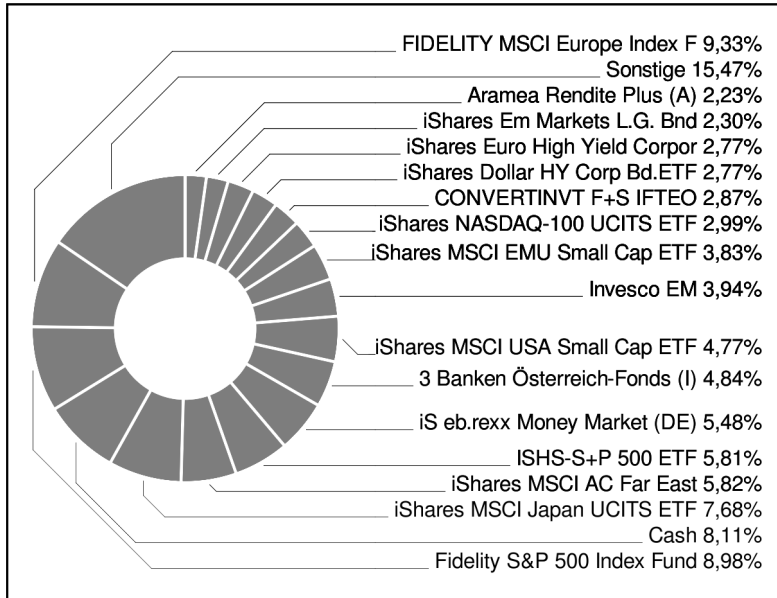 FIDELITY MSCI Europe Index F 9,33%
Sonstige 15,47%
Aramea Rendite Plus (A) 2,23%
iShares Em Markets L.G. Bnd 2,30%
iShares Euro High Yield Corpor 2,77%
iShares Dollar HY Corp Bd.ETF 2,77%
CONVERTINVT F+S IFTEO 2,87%
iShares NASDAQ-100 UCITS ETF 2,99%
iShares MSCI EMU Small Cap ETF 3,83%
Invesco EM 3,94%
iShares MSCI USA Small Cap ETF 4,77%
3 Banken Österreich-Fonds (I) 4,84%
iS eb.rexx Money Market (DE) 5,48%
ISHS-S+P 500 ETF 5,81%
iShares MSCI AC Far East 5,82%
iShares MSCI Japan UCITS ETF 7,68%
Cash 8,11%
Fidelity S&P 500 Index Fund 8,98%